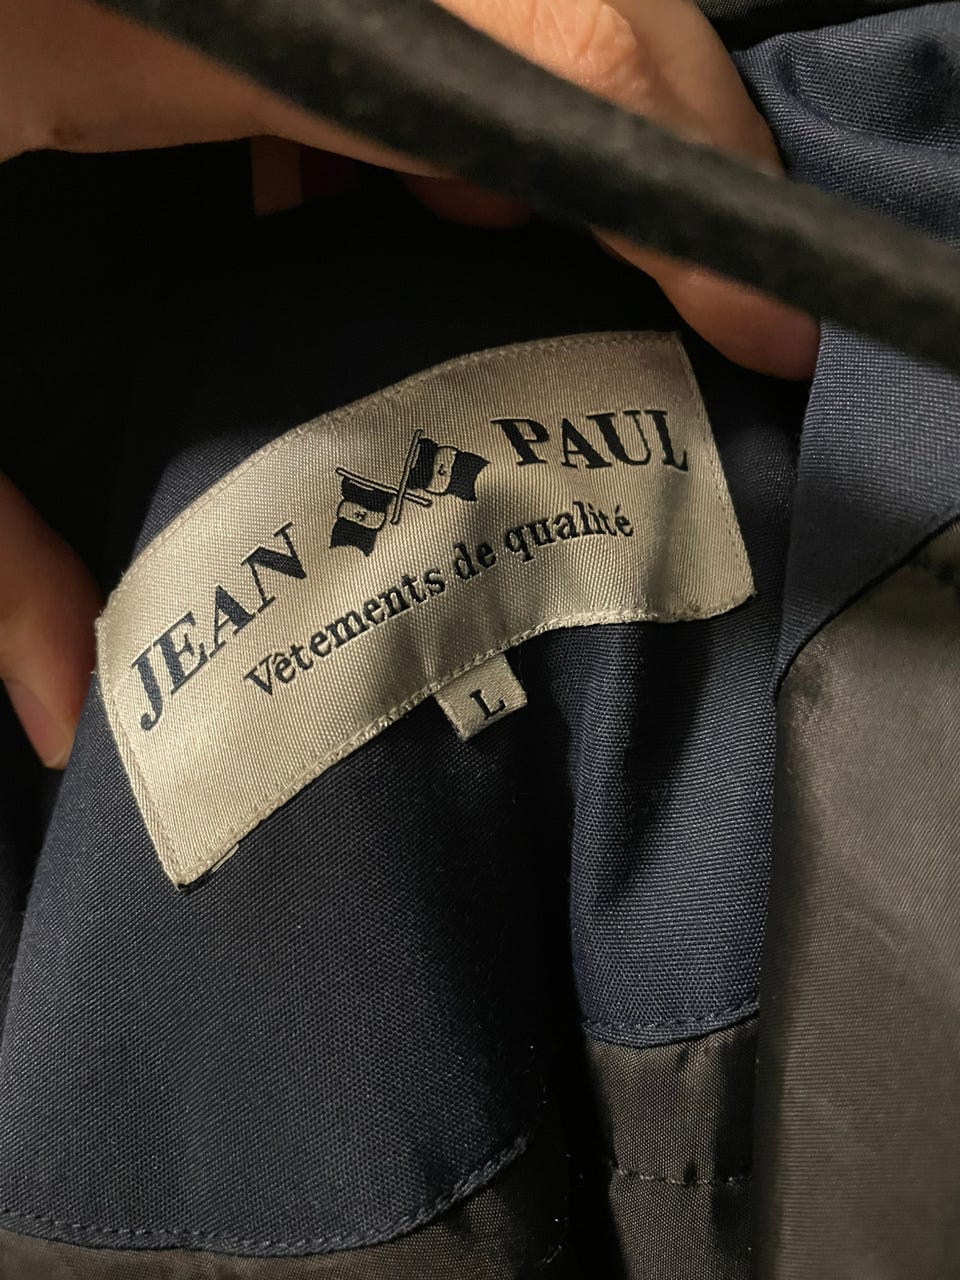 JEAN PAUL
Vêtements de qualité
L